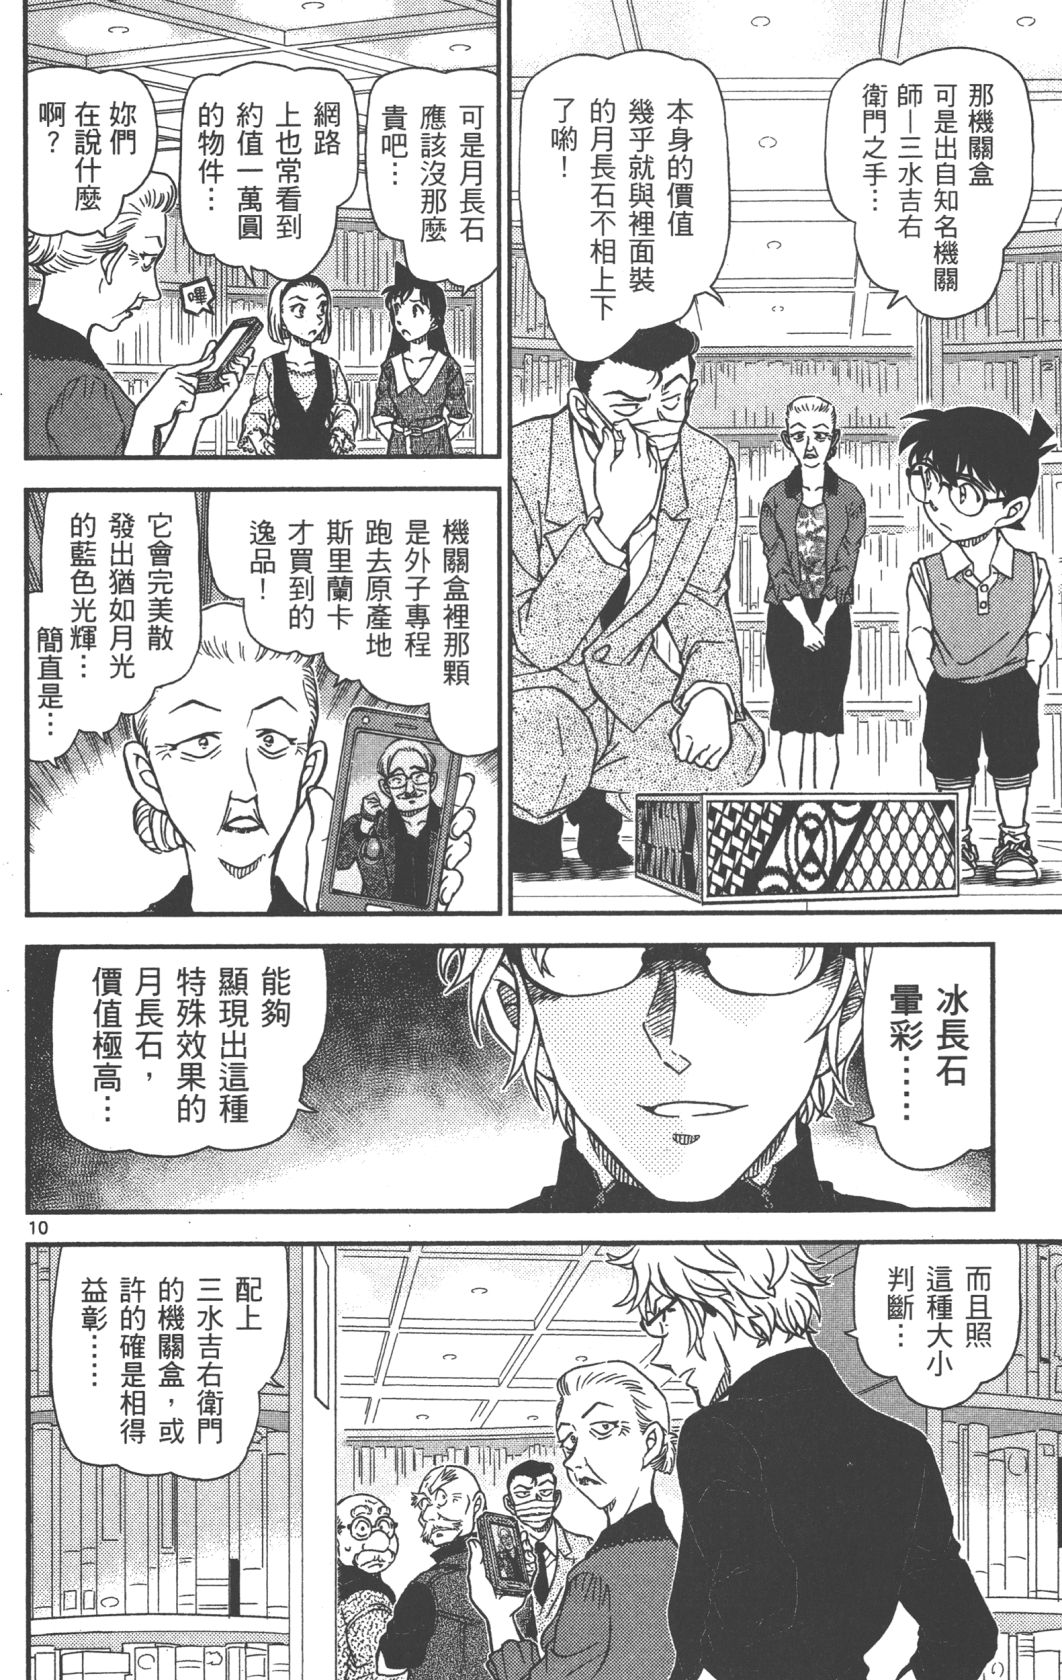 那機關盒
可是出自知名機關
師—三水吉右
衛門之手…
本身的價值
幾乎就與裡面裝
的月長石不相上下
了喲！
可是月長石
應該沒那麼
貴吧…
網路
上也常看到
約值一萬圓
的物件…
妳們
在說什麼
啊？
嗶
機關盒裡那顆
是外子專程
跑去原產地
斯里蘭卡
才買到的
逸品！
它會完美散
發出猶如月光
的藍色光輝…
簡直是…
冰長石
暈彩……
能夠
顯現出這種
特殊效果的
月長石，
價值極高…
10
而且照
這種大小
判斷…
配上
三水吉右衛門
的機關盒，或
許的確是相得
益彰……